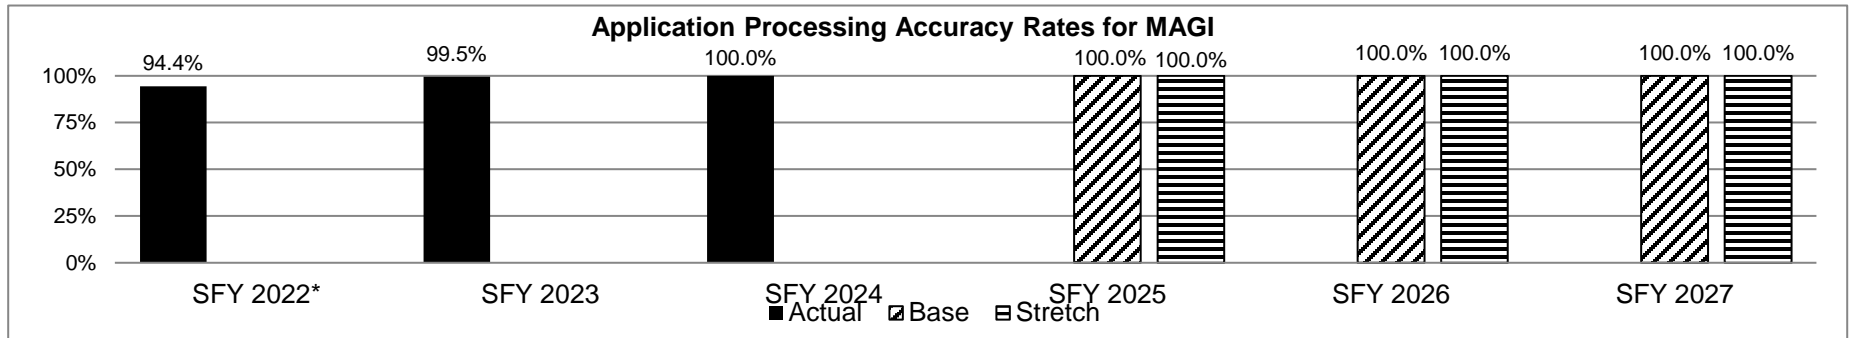 Application Processing Accuracy Rates for MAGI
94.4%
99.5%
100.0%
100.0%
100.0%
100.0%
100.0%
100.0%
100.0%
100%
75%
50%
25%
0%
SFY 2022*
SFY 2023
SFY 2024
SFY 2025
SFY 2026
SFY 2027
Actual
Base
Stretch